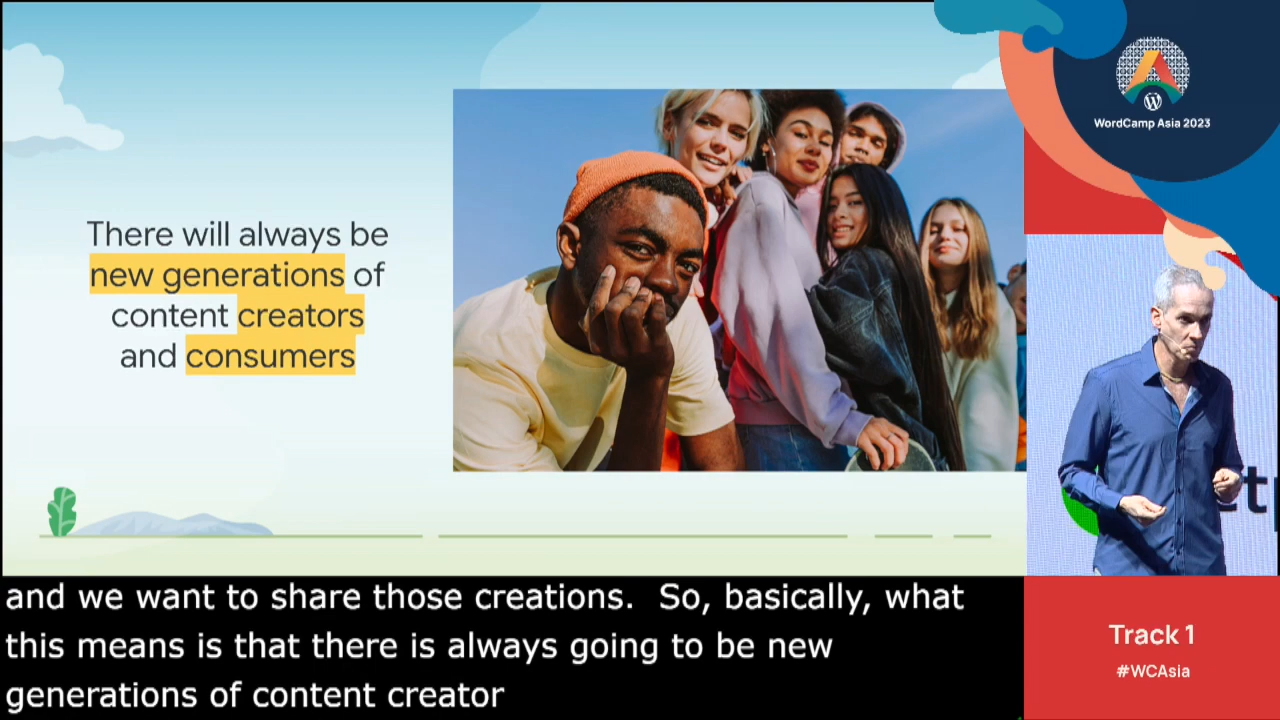 There will always be
new generations of
content creators
and consumers
WordCamp Asia 2023
and we want to share those creations.  So, basically, what
this means is that there is always going to be new
generations of content creator
Track 1
#WCAsia